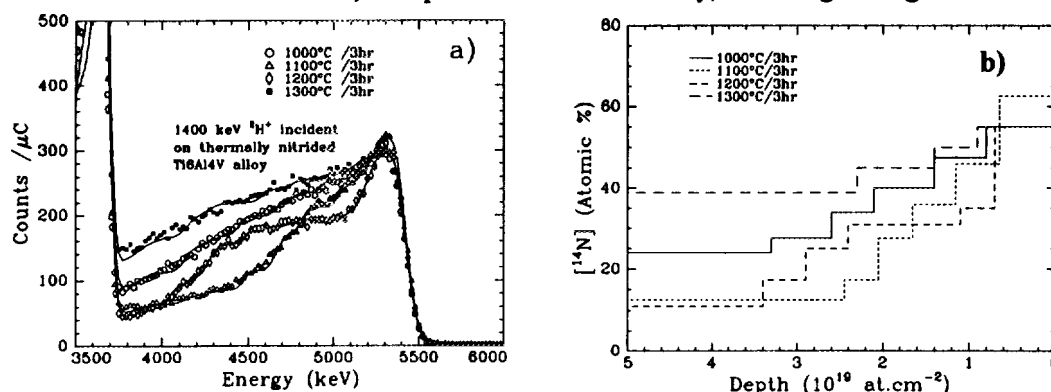 a)
500
400
300
200
100
0
Counts /μC
1000°C /3hr
1100°C /3hr
1200°C /3hr
1300°C /3hr
1400 keV ²H⁺ incident
on thermally nitrided
Ti6Al4V alloy
3500 4000 4500 5000 5500 6000
Energy (keV)
b)
80
60
40
20
0
[¹⁴N] (Atomic %)
1000°C/3hr
1100°C/3hr
1200°C/3hr
1300°C/3hr
5 4 3 2 1
Depth (10¹⁹ at.cm⁻²)